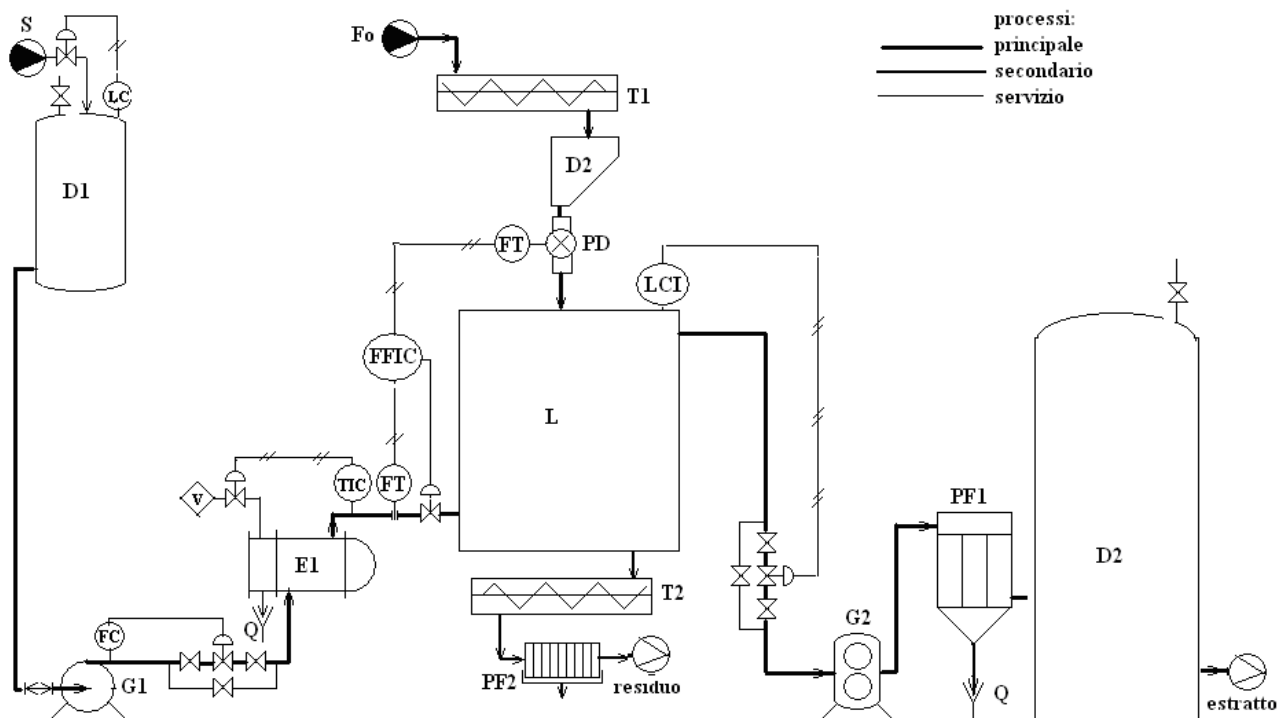 S
LC
D1
Fo
T1
D2
FT
PD
LCI
FFIC
L
V
TIC
FT
E1
Q
FC
G1
T2
PF2
residuo
G2
PF1
Q
D2
estratto
processi:
principale
secondario
servizio